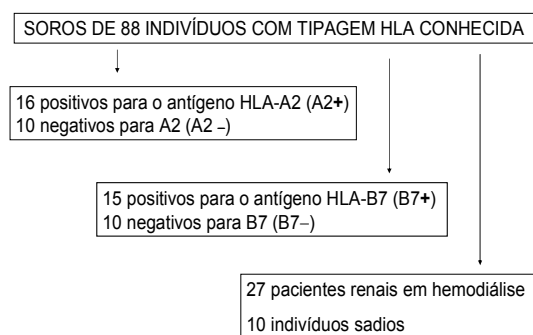 SOROS DE 88 INDIVÍDUOS COM TIPAGEM HLA CONHECIDA
16 positivos para o antígeno HLA-A2 (A2+)
10 negativos para A2 (A2 –)
15 positivos para o antígeno HLA-B7 (B7+)
10 negativos para B7 (B7–)
27 pacientes renais em hemodiálise
10 indivíduos sadios